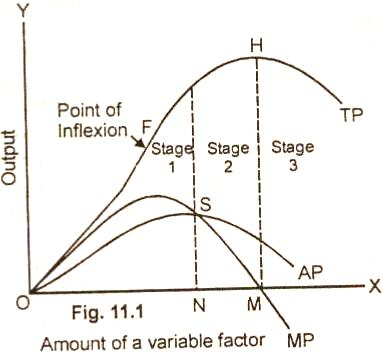 Y
H
TP
Point of
Inflexion
F
Output
Stage
1
Stage
2
Stage
3
S
AP
O
Fig. 11.1
N
M
X
Amount of a variable factor
MP